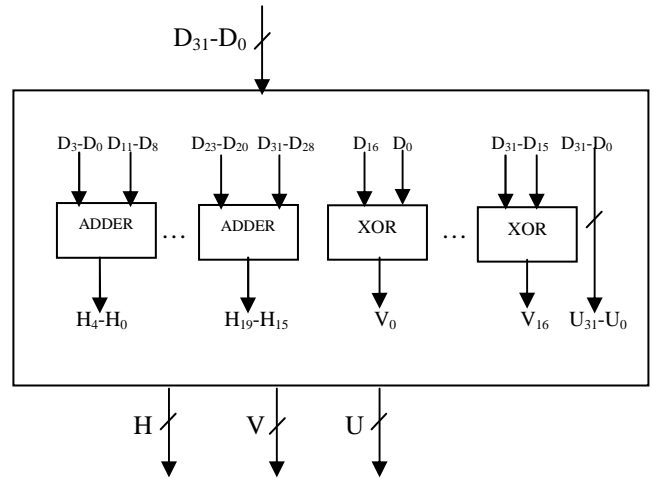 D31-D0
D3-D0 D11-D8 D23-D20 D31-D28 D16 D0 D31-D15 D31-D0
ADDER ... ADDER XOR ... XOR
H4-H0 H19-H15 V0 V16 U31-U0
H V U